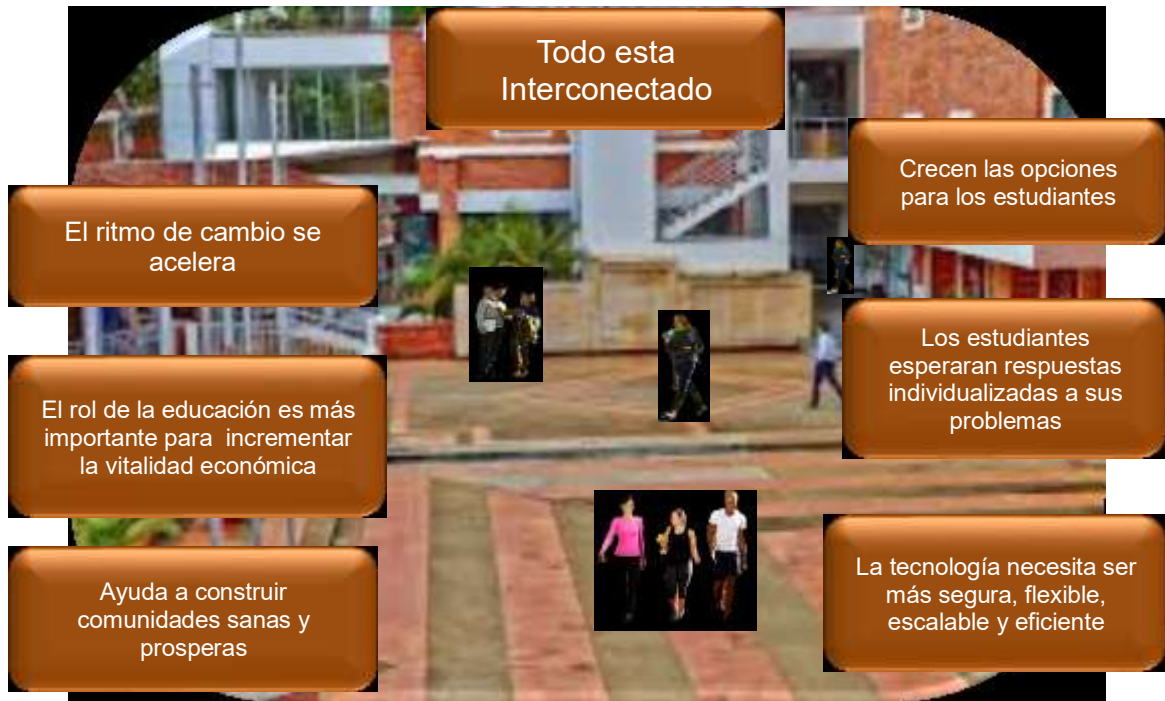 Todo esta
Interconectado
El ritmo de cambio se
acelera
El rol de la educación es más
importante para incrementar
la vitalidad económica
Ayuda a construir
comunidades sanas y
prosperas
Crecen las opciones
para los estudiantes
Los estudiantes
esperaran respuestas
individualizadas a sus
problemas
La tecnología necesita ser
más segura, flexible,
escalable y eficiente